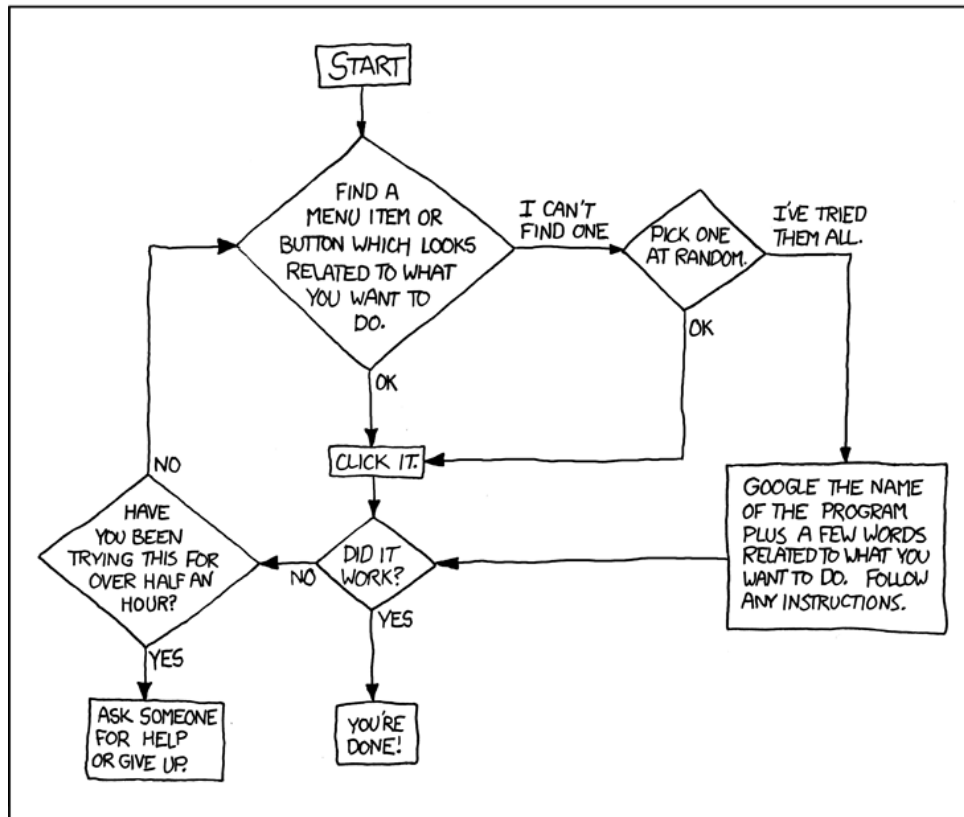 START
FIND A
MENU ITEM OR
BUTTON WHICH LOOKS
RELATED TO WHAT
YOU WANT TO
DO.
I CAN'T
FIND ONE
PICK ONE
AT RANDOM.
I'VE TRIED
THEM ALL.
OK
OK
CLICK IT.
NO
HAVE
YOU BEEN
TRYING THIS FOR
OVER HALF AN
HOUR?
NO
DID IT
WORK?
GOOGLE THE NAME
OF THE PROGRAM
PLUS A FEW WORDS
RELATED TO WHAT YOU
WANT TO DO. FOLLOW
ANY INSTRUCTIONS.
YES
YES
ASK SOMEONE
FOR HELP
OR GIVE UP.
YOU'RE
DONE!